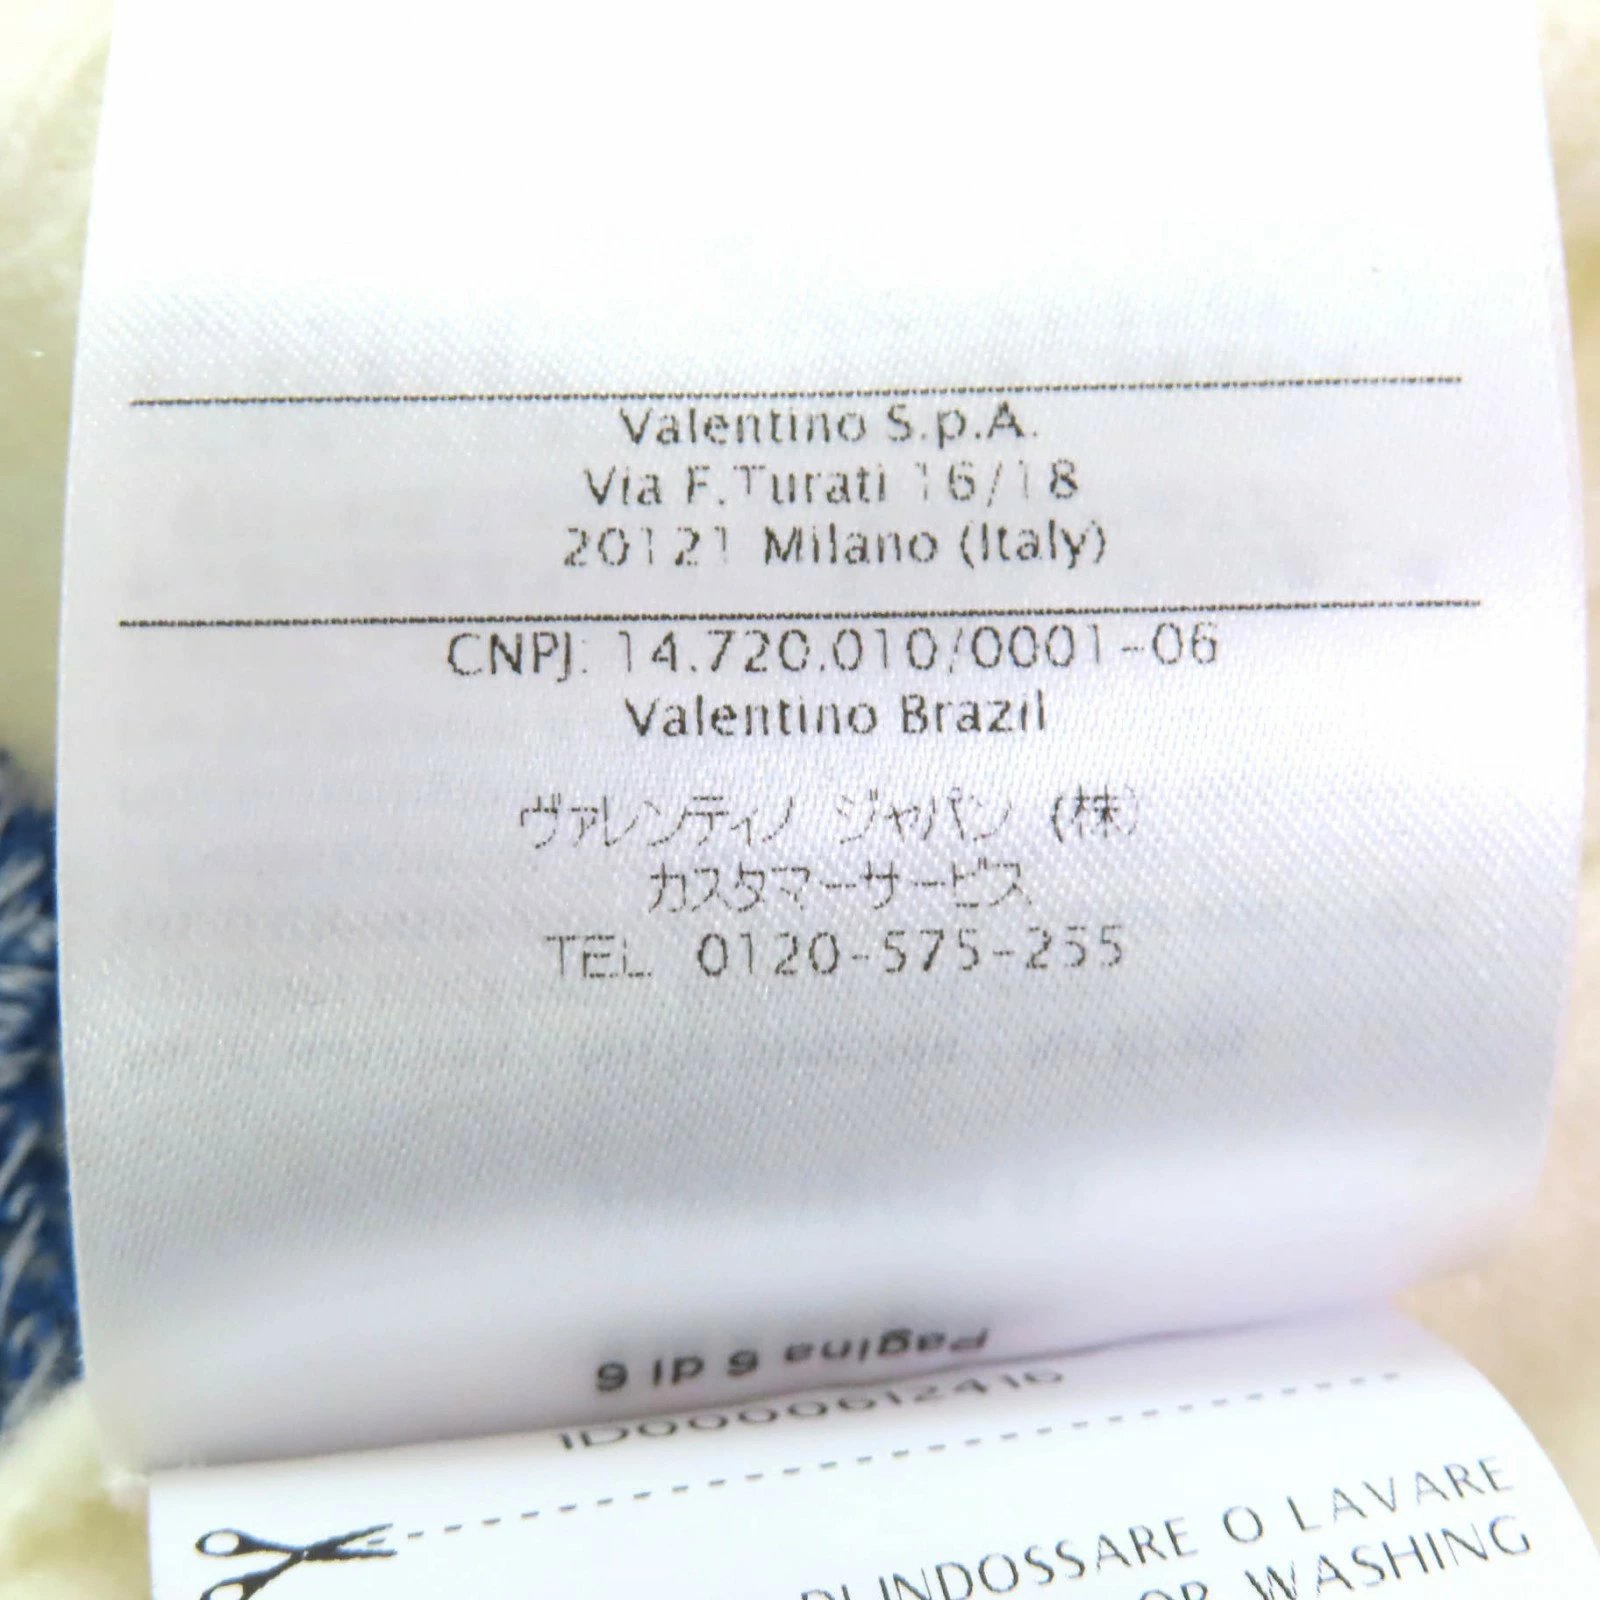 Valentino S.p.A.
Via F.Turati 16/18
20121 Milano (Italy)
CNPJ: 14.720.010/0001-06
Valentino Brazil
ヴァレンティノ ジャパン (株)
カスタマーサービス
TEL 0120-575-255
Pagina 6 di 6
ID0000612416
DI INDOSSARE O LAVARE
OR WASHING